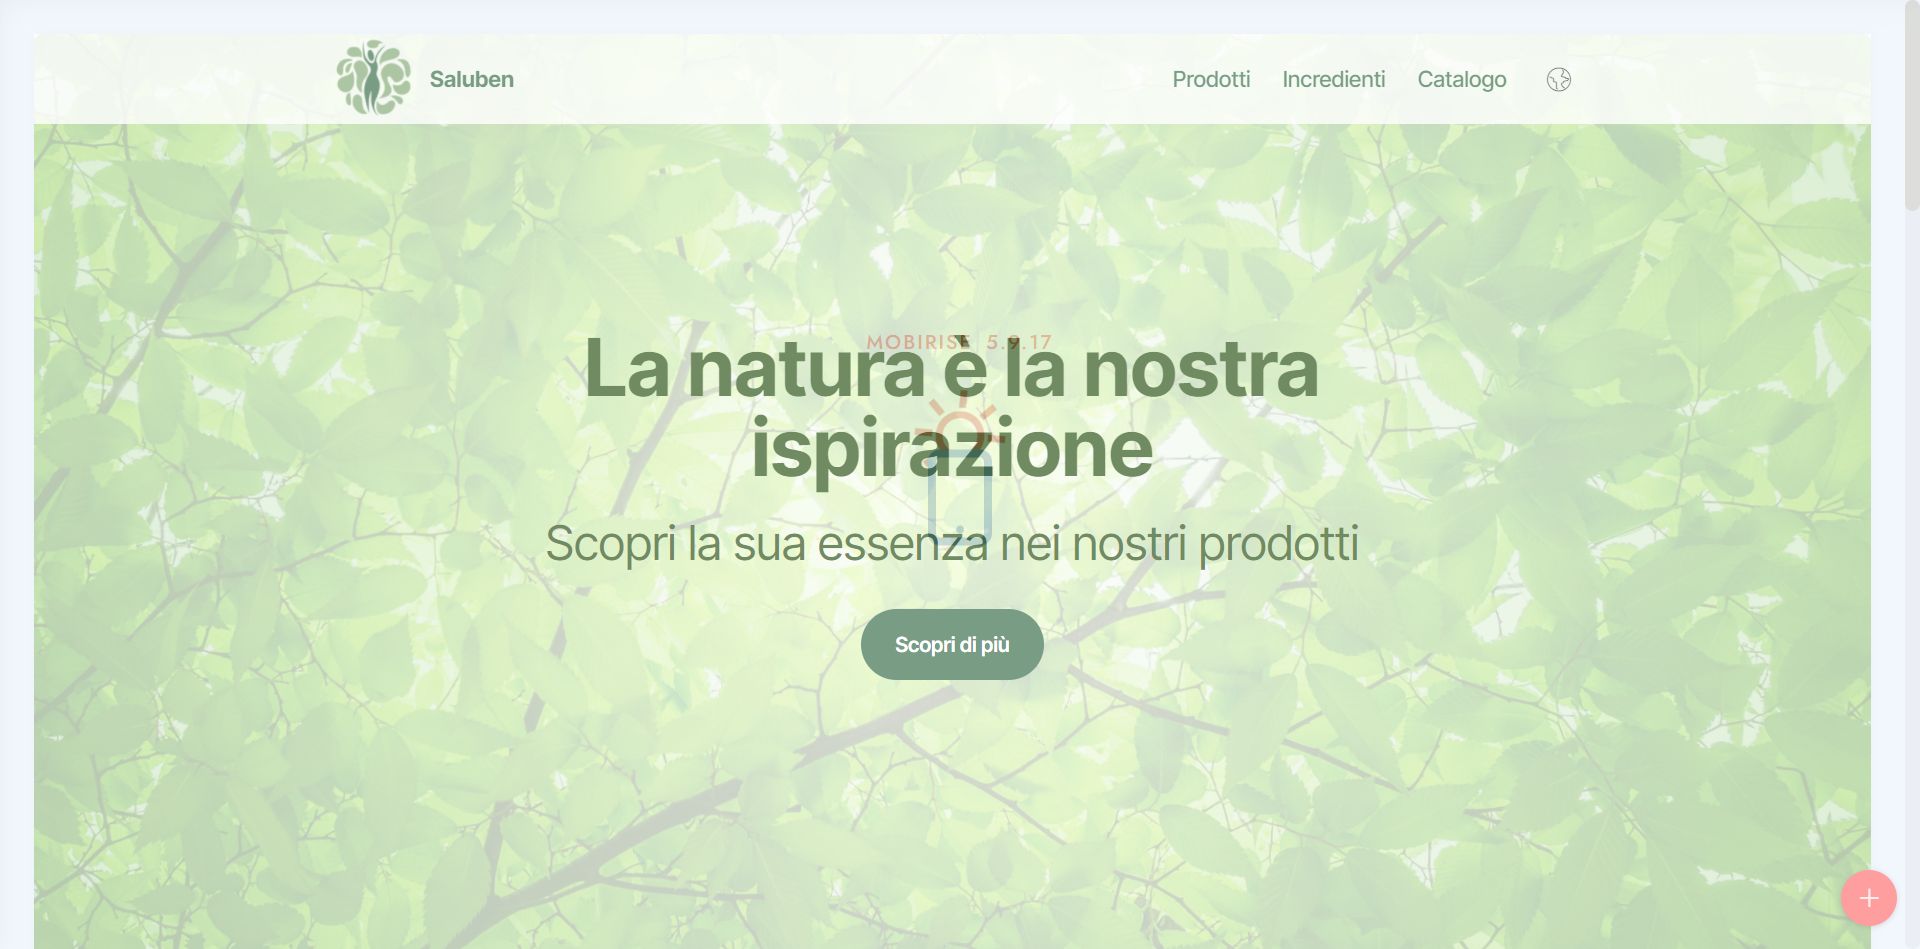 Saluben
Prodotti
Incredienti
Catalogo
MOBIRISE 5.9.17
La natura è la nostra
ispirazione
Scopri la sua essenza nei nostri prodotti
Scopri di più